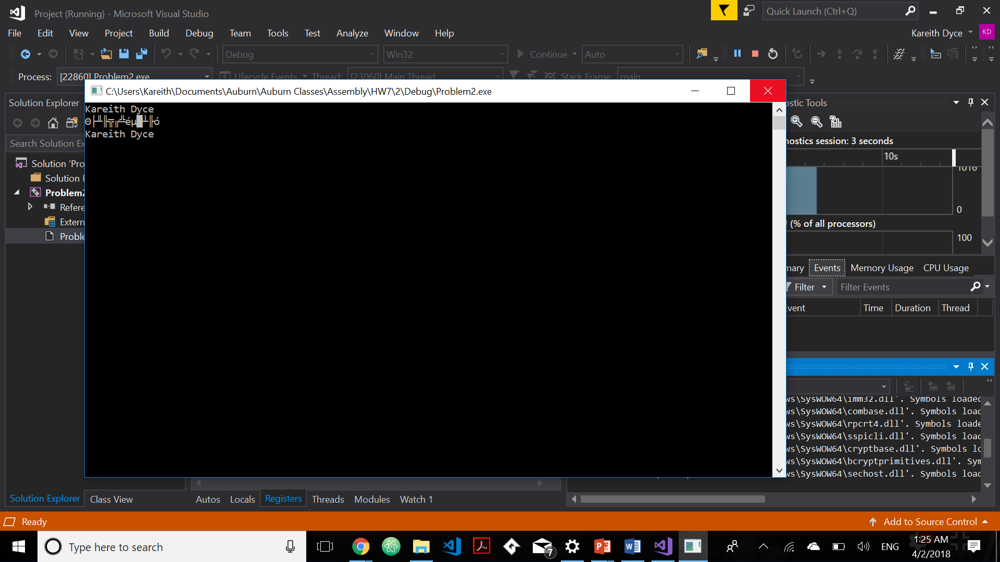 Project (Running) - Microsoft Visual Studio
Quick Launch (Ctrl+Q)
File Edit View Project Build Debug Team Tools Test Analyze Window Help
Kareith Dyce KD
Debug Win32 Continue Auto
Process: [22860] Problem2.exe Lifecycle Events Thread: [23060] Main Thread Stack Frame: main
C:\Users\Kareith\Documents\Auburn\Auburn Classes\Assembly\HW7\2\Debug\Problem2.exe
Kareith Dyce
Kareith Dyce
Solution Explorer
Search Solution Ex
Solution 'Pro
Solution I
Problem2
Refere
Extern
Proble
ostic Tools
nostics session: 3 seconds
10s
1016
0
(% of all processors)
100
mary Events Memory Usage CPU Usage
Filter Filter Events
Event Time Duration Thread
ws\SysWOW64\imm32.dll'. Symbols loaded
ws\SysWOW64\combase.dll'. Symbols load
ws\SysWOW64\rpcrt4.dll'. Symbols loade
ws\SysWOW64\sspicli.dll'. Symbols load
ws\SysWOW64\cryptbase.dll'. Symbols lo
ws\SysWOW64\bcryptprimitives.dll'. Sym
ws\SysWOW64\sechost.dll'. Symbols load
Solution Explorer Class View
Autos Locals Registers Threads Modules Watch 1
Ready
Add to Source Control
Type here to search
7
ENG
1:25 AM
4/2/2018